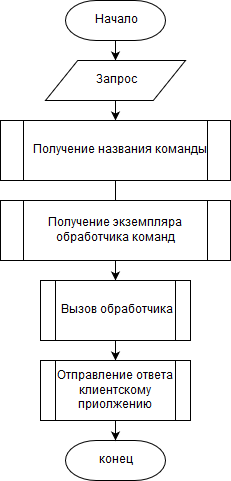 Начало
Запрос
Получение названия команды
Получение экземпляра
обработчика команд
Вызов обработчика
Отправление ответа
клиентскому
приолжению
конец